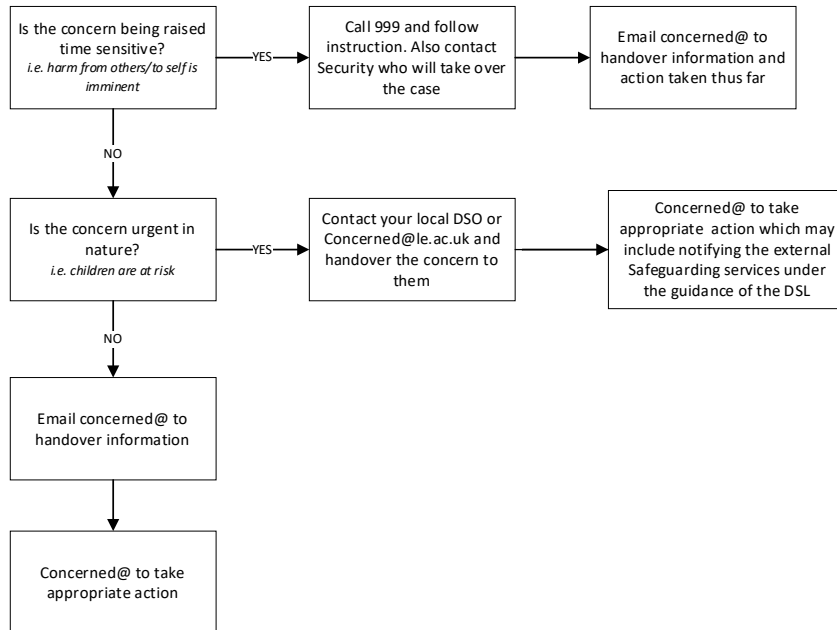 Is the concern being raised
time sensitive?
i.e. harm from others/to self is
imminent
YES
Call 999 and follow
instruction. Also contact
Security who will take over
the case
Email concerned@ to
handover information and
action taken thus far
NO
Is the concern urgent in
nature?
i.e. children are at risk
YES
Contact your local DSO or
Concerned@le.ac.uk and
handover the concern to
them
Concerned@ to take
appropriate action which may
include notifying the external
Safeguarding services under
the guidance of the DSL
NO
Email concerned@ to
handover information
Concerned@ to take
appropriate action